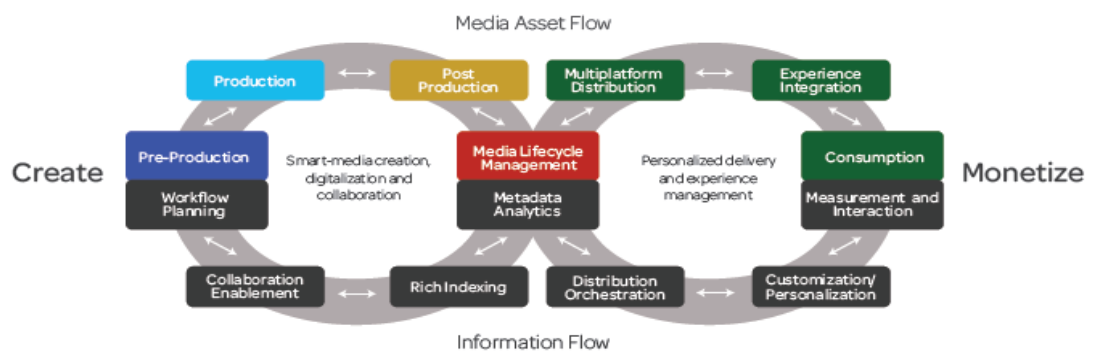 Media Asset Flow
Production
Post
Production
Multiplatform
Distribution
Experience
Integration
Create
Pre-Production
Workflow
Planning
Smart-media creation,
digitalization and
collaboration
Media Lifecycle
Management
Metadata
Analytics
Personalized delivery
and experience
management
Consumption
Measurement and
Interaction
Monetize
Collaboration
Enablement
Rich Indexing
Distribution
Orchestration
Customization/
Personalization
Information Flow